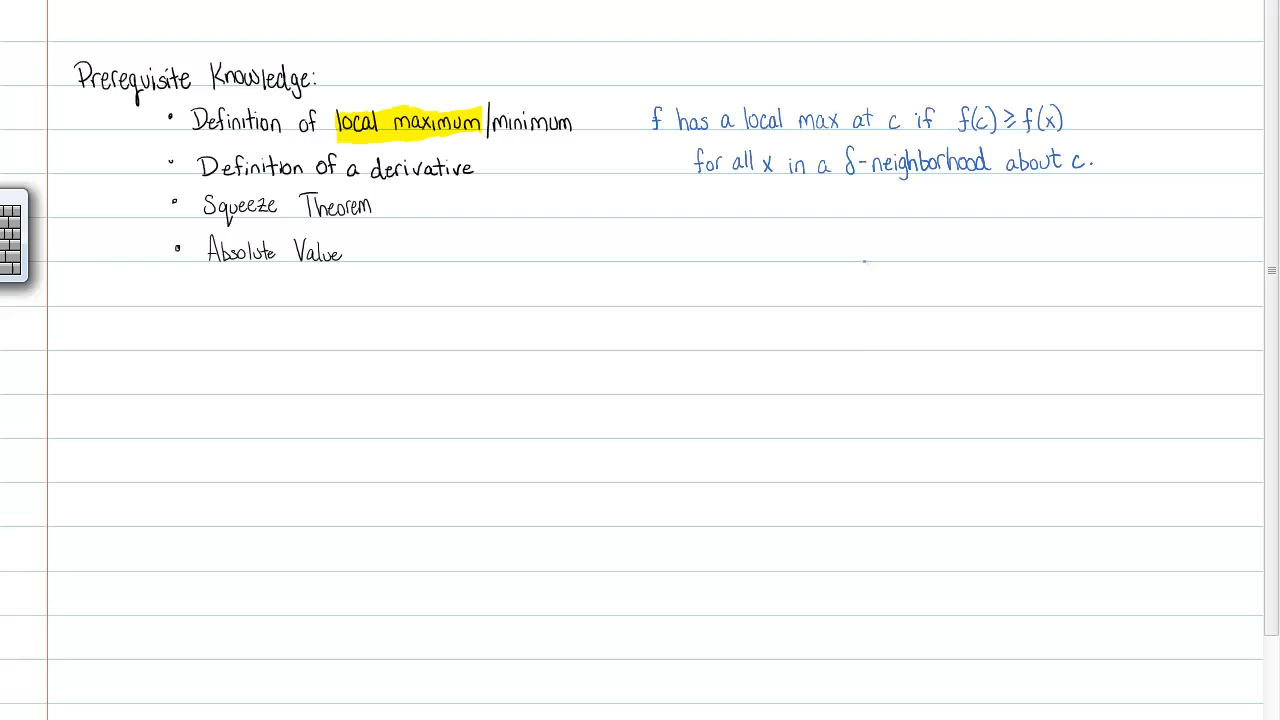 Prerequisite Knowledge:
• Definition of local maximum/minimum
f has a local max at c if f(c) ≥ f(x)
for all x in a δ-neighborhood about c.
• Definition of a derivative
• Squeeze Theorem
• Absolute Value